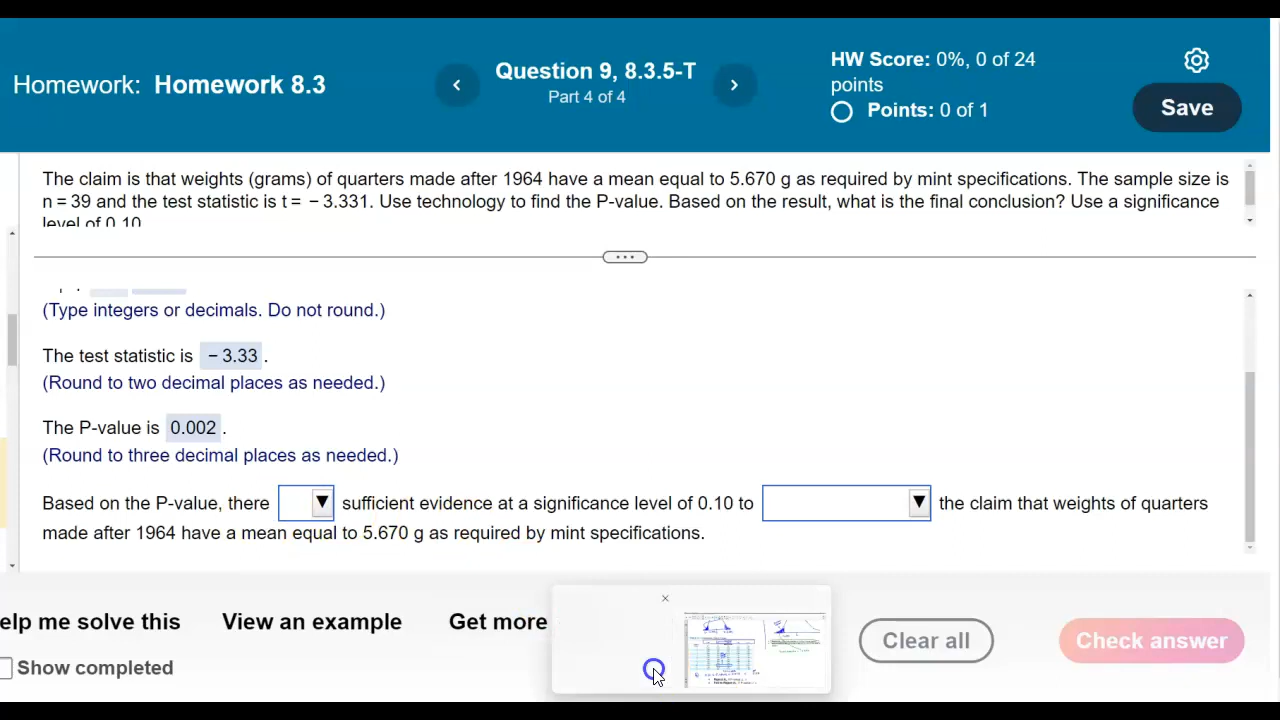 Homework: Homework 8.3
Question 9, 8.3.5-T
Part 4 of 4
HW Score: 0%, 0 of 24
points
Points: 0 of 1
Save
The claim is that weights (grams) of quarters made after 1964 have a mean equal to 5.670 g as required by mint specifications. The sample size is
n = 39 and the test statistic is t = − 3.331. Use technology to find the P-value. Based on the result, what is the final conclusion? Use a significance
level of 0.10
(Type integers or decimals. Do not round.)
The test statistic is − 3.33 .
(Round to two decimal places as needed.)
The P-value is 0.002 .
(Round to three decimal places as needed.)
Based on the P-value, there ▼ sufficient evidence at a significance level of 0.10 to ▼ the claim that weights of quarters
made after 1964 have a mean equal to 5.670 g as required by mint specifications.
elp me solve this
View an example
Get more
Clear all
Check answer
Show completed